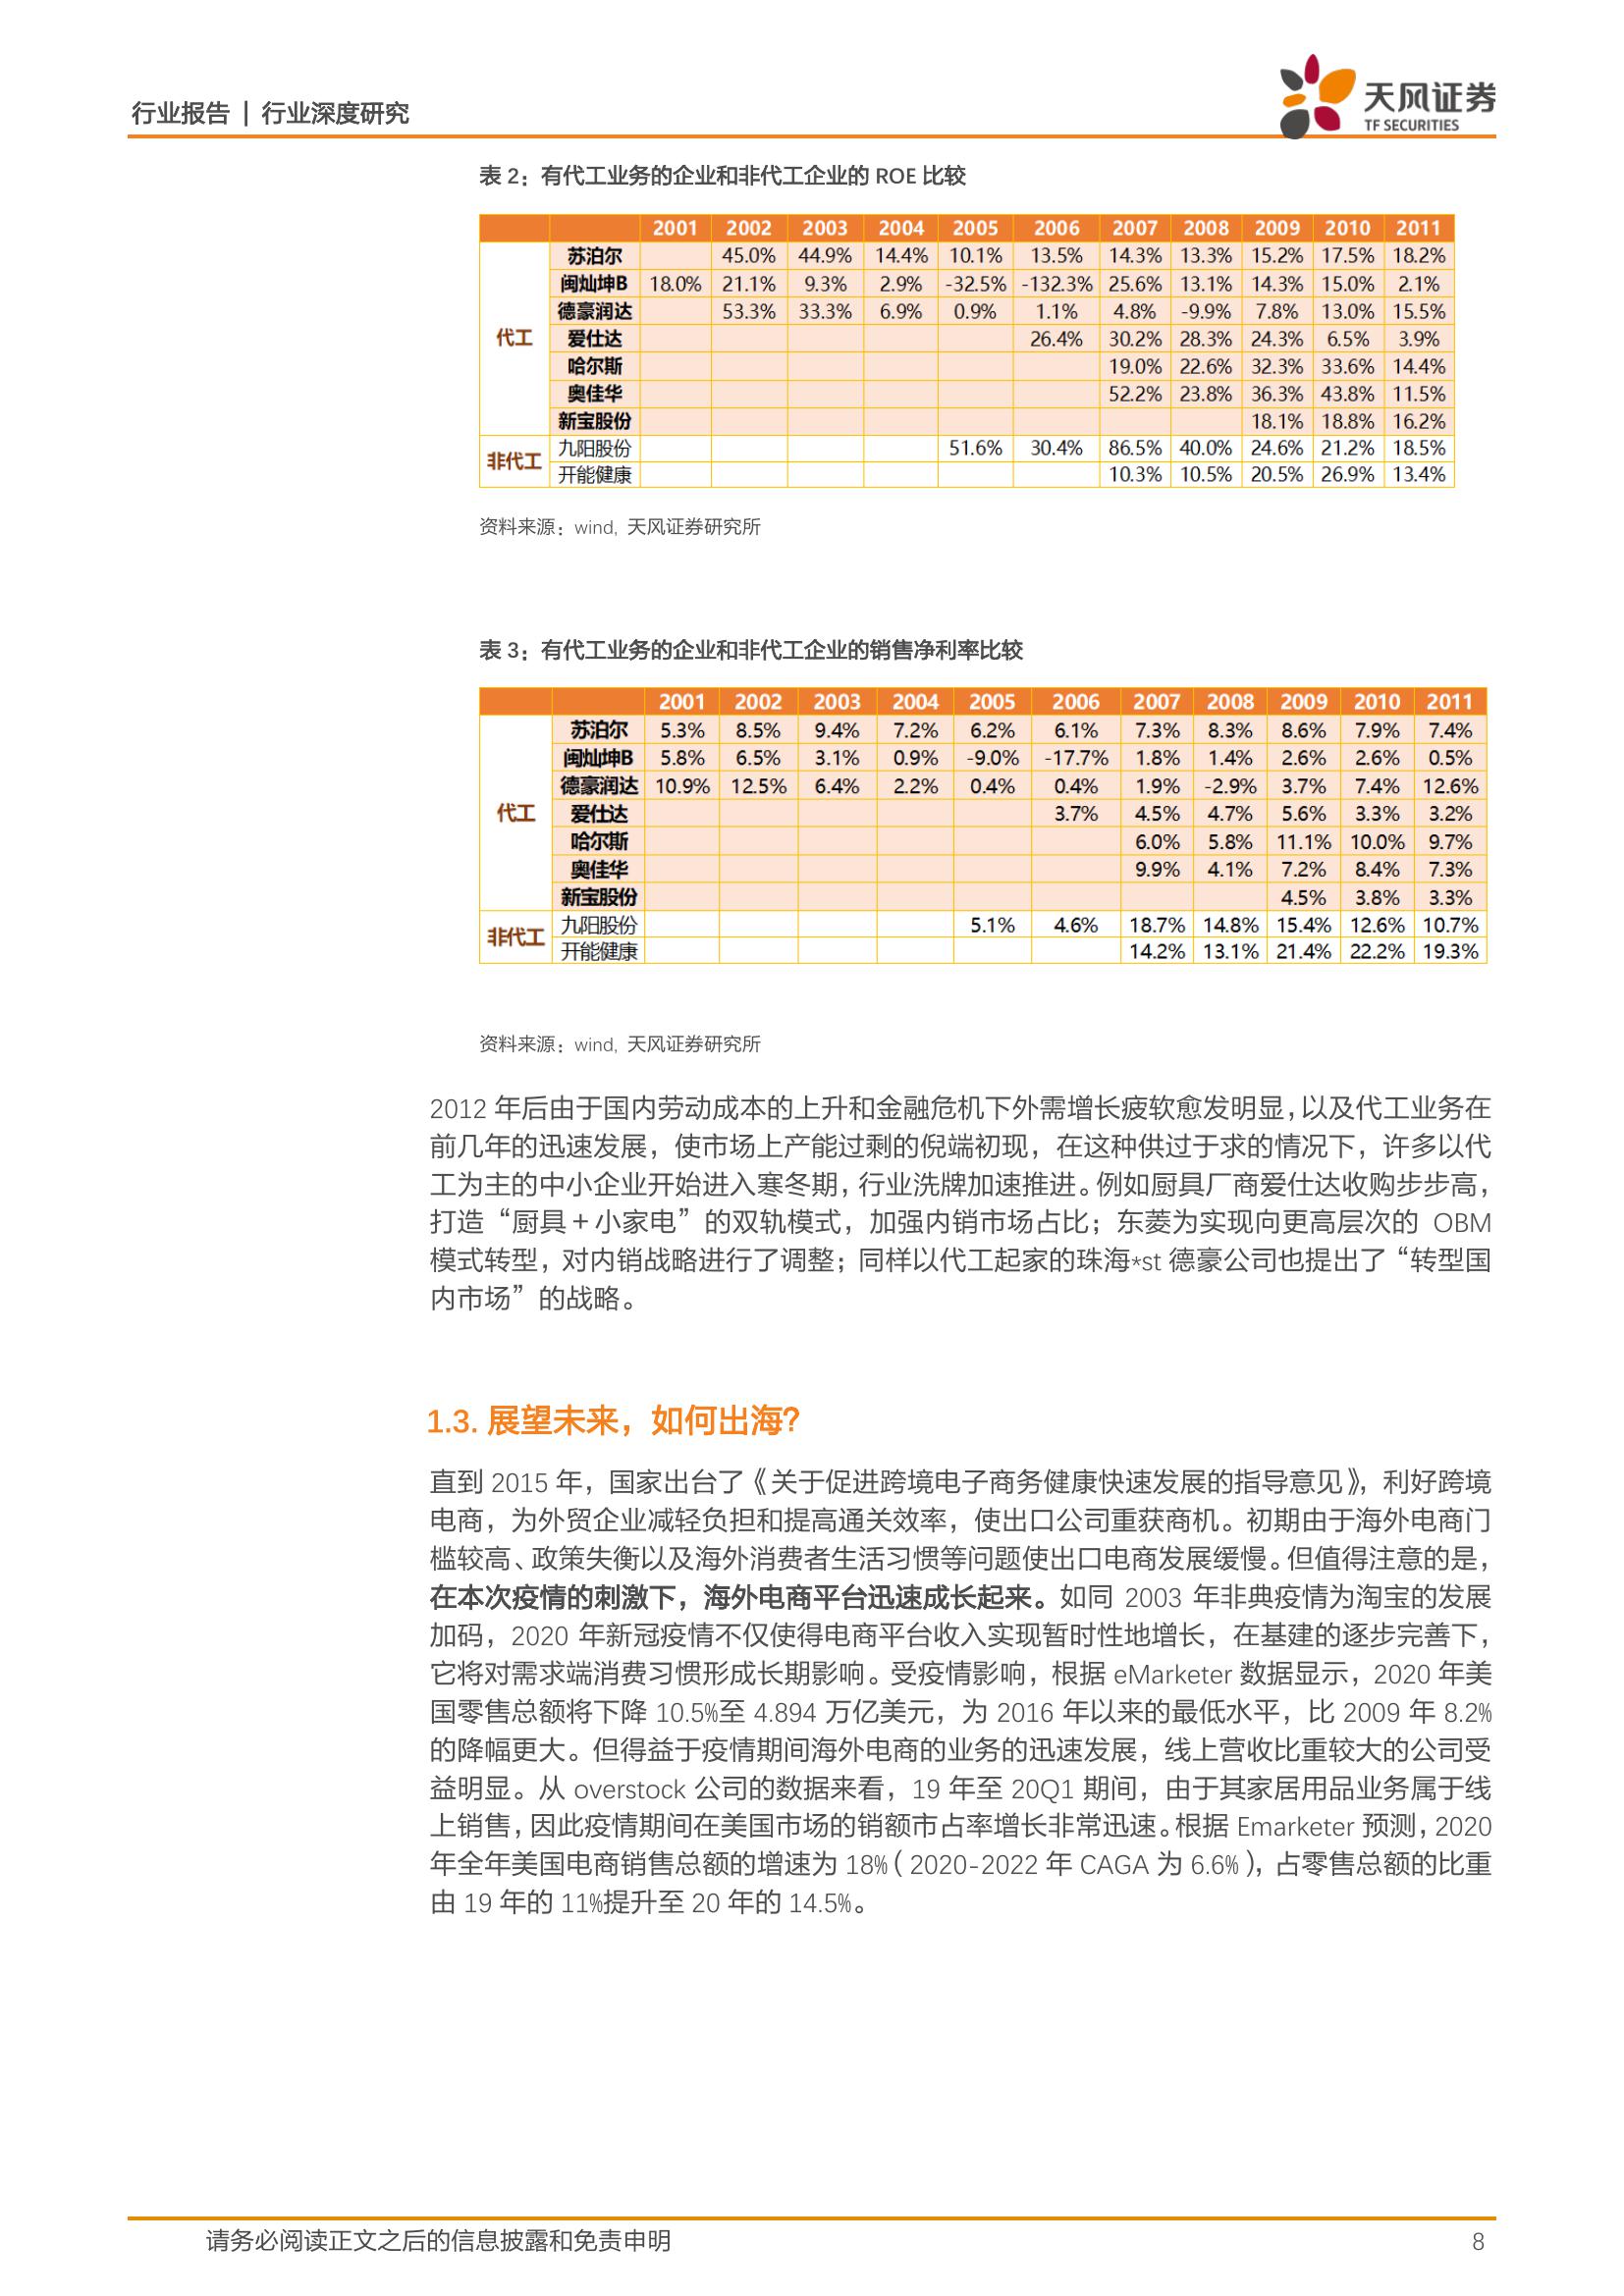 行业报告 | 行业深度研究
天风证券
TF SECURITIES
表 2：有代工业务的企业和非代工企业的 ROE 比较
2001 2002 2003 2004 2005 2006 2007 2008 2009 2010 2011
代工
苏泊尔 45.0% 44.9% 14.4% 10.1% 13.5% 14.3% 13.3% 15.2% 17.5% 18.2%
闽灿坤B 18.0% 21.1% 9.3% 2.9% -32.5% -132.3% 25.6% 13.1% 14.3% 15.0% 2.1%
德豪润达 53.3% 33.3% 6.9% 0.9% 1.1% 4.8% -9.9% 7.8% 13.0% 15.5%
爱仕达 26.4% 30.2% 28.3% 24.3% 6.5% 3.9%
哈尔斯 19.0% 22.6% 32.3% 33.6% 14.4%
奥佳华 52.2% 23.8% 36.3% 43.8% 11.5%
新宝股份 18.1% 18.8% 16.2%
非代工
九阳股份 51.6% 30.4% 86.5% 40.0% 24.6% 21.2% 18.5%
开能健康 10.3% 10.5% 20.5% 26.9% 13.4%
资料来源：wind, 天风证券研究所
表 3：有代工业务的企业和非代工企业的销售净利率比较
2001 2002 2003 2004 2005 2006 2007 2008 2009 2010 2011
代工
苏泊尔 5.3% 8.5% 9.4% 7.2% 6.2% 6.1% 7.3% 8.3% 8.6% 7.9% 7.4%
闽灿坤B 5.8% 6.5% 3.1% 0.9% -9.0% -17.7% 1.8% 1.4% 2.6% 2.6% 0.5%
德豪润达 10.9% 12.5% 6.4% 2.2% 0.4% 0.4% 1.9% -2.9% 3.7% 7.4% 12.6%
爱仕达 3.7% 4.5% 4.7% 5.6% 3.3% 3.2%
哈尔斯 6.0% 5.8% 11.1% 10.0% 9.7%
奥佳华 9.9% 4.1% 7.2% 8.4% 7.3%
新宝股份 4.5% 3.8% 3.3%
非代工
九阳股份 5.1% 4.6% 18.7% 14.8% 15.4% 12.6% 10.7%
开能健康 14.2% 13.1% 21.4% 22.2% 19.3%
资料来源：wind, 天风证券研究所
2012 年后由于国内劳动成本的上升和金融危机下外需增长疲软愈发明显，以及代工业务在
前几年的迅速发展，使市场上产能过剩的倪端初现，在这种供过于求的情况下，许多以代
工为主的中小企业开始进入寒冬期，行业洗牌加速推进。例如厨具厂商爱仕达收购步步高，
打造“厨具＋小家电”的双轨模式，加强内销市场占比；东菱为实现向更高层次的 OBM
模式转型，对内销战略进行了调整；同样以代工起家的珠海*st 德豪公司也提出了“转型国
内市场”的战略。
1.3. 展望未来，如何出海？
直到 2015 年，国家出台了《关于促进跨境电子商务健康快速发展的指导意见》，利好跨境
电商，为外贸企业减轻负担和提高通关效率，使出口公司重获商机。初期由于海外电商门
槛较高、政策失衡以及海外消费者生活习惯等问题使出口电商发展缓慢。但值得注意的是，
在本次疫情的刺激下，海外电商平台迅速成长起来。如同 2003 年非典疫情为淘宝的发展
加码，2020 年新冠疫情不仅使得电商平台收入实现暂时性地增长，在基建的逐步完善下，
它将对需求端消费习惯形成长期影响。受疫情影响，根据 eMarketer 数据显示，2020 年美
国零售总额将下降 10.5%至 4.894 万亿美元，为 2016 年以来的最低水平，比 2009 年 8.2%
的降幅更大。但得益于疫情期间海外电商的业务的迅速发展，线上营收比重较大的公司受
益明显。从 overstock 公司的数据来看，19 年至 20Q1 期间，由于其家居用品业务属于线
上销售，因此疫情期间在美国市场的销额市占率增长非常迅速。根据 Emarketer 预测，2020
年全年美国电商销售总额的增速为 18%（2020-2022 年 CAGA 为 6.6%），占零售总额的比重
由 19 年的 11%提升至 20 年的 14.5%。
请务必阅读正文之后的信息披露和免责申明
8